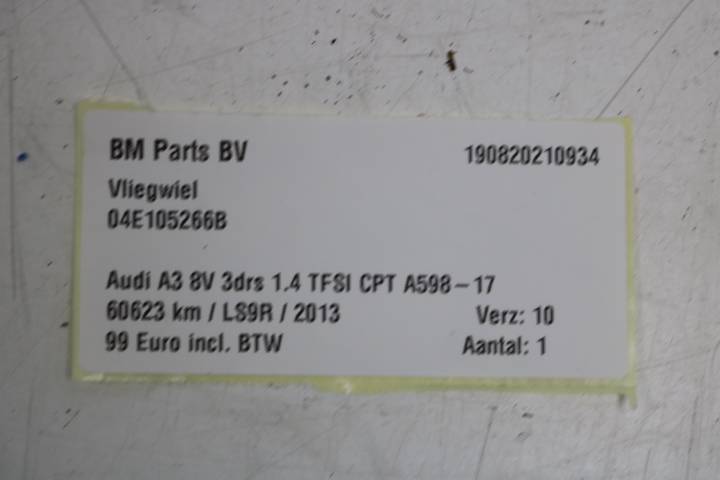 BM Parts BV 190820210934
Vliegwiel
04E105266B
Audi A3 8V 3drs 1.4 TFSI CPT A598-17
60623 km / LS9R / 2013 Verz: 10
99 Euro incl. BTW Aantal: 1